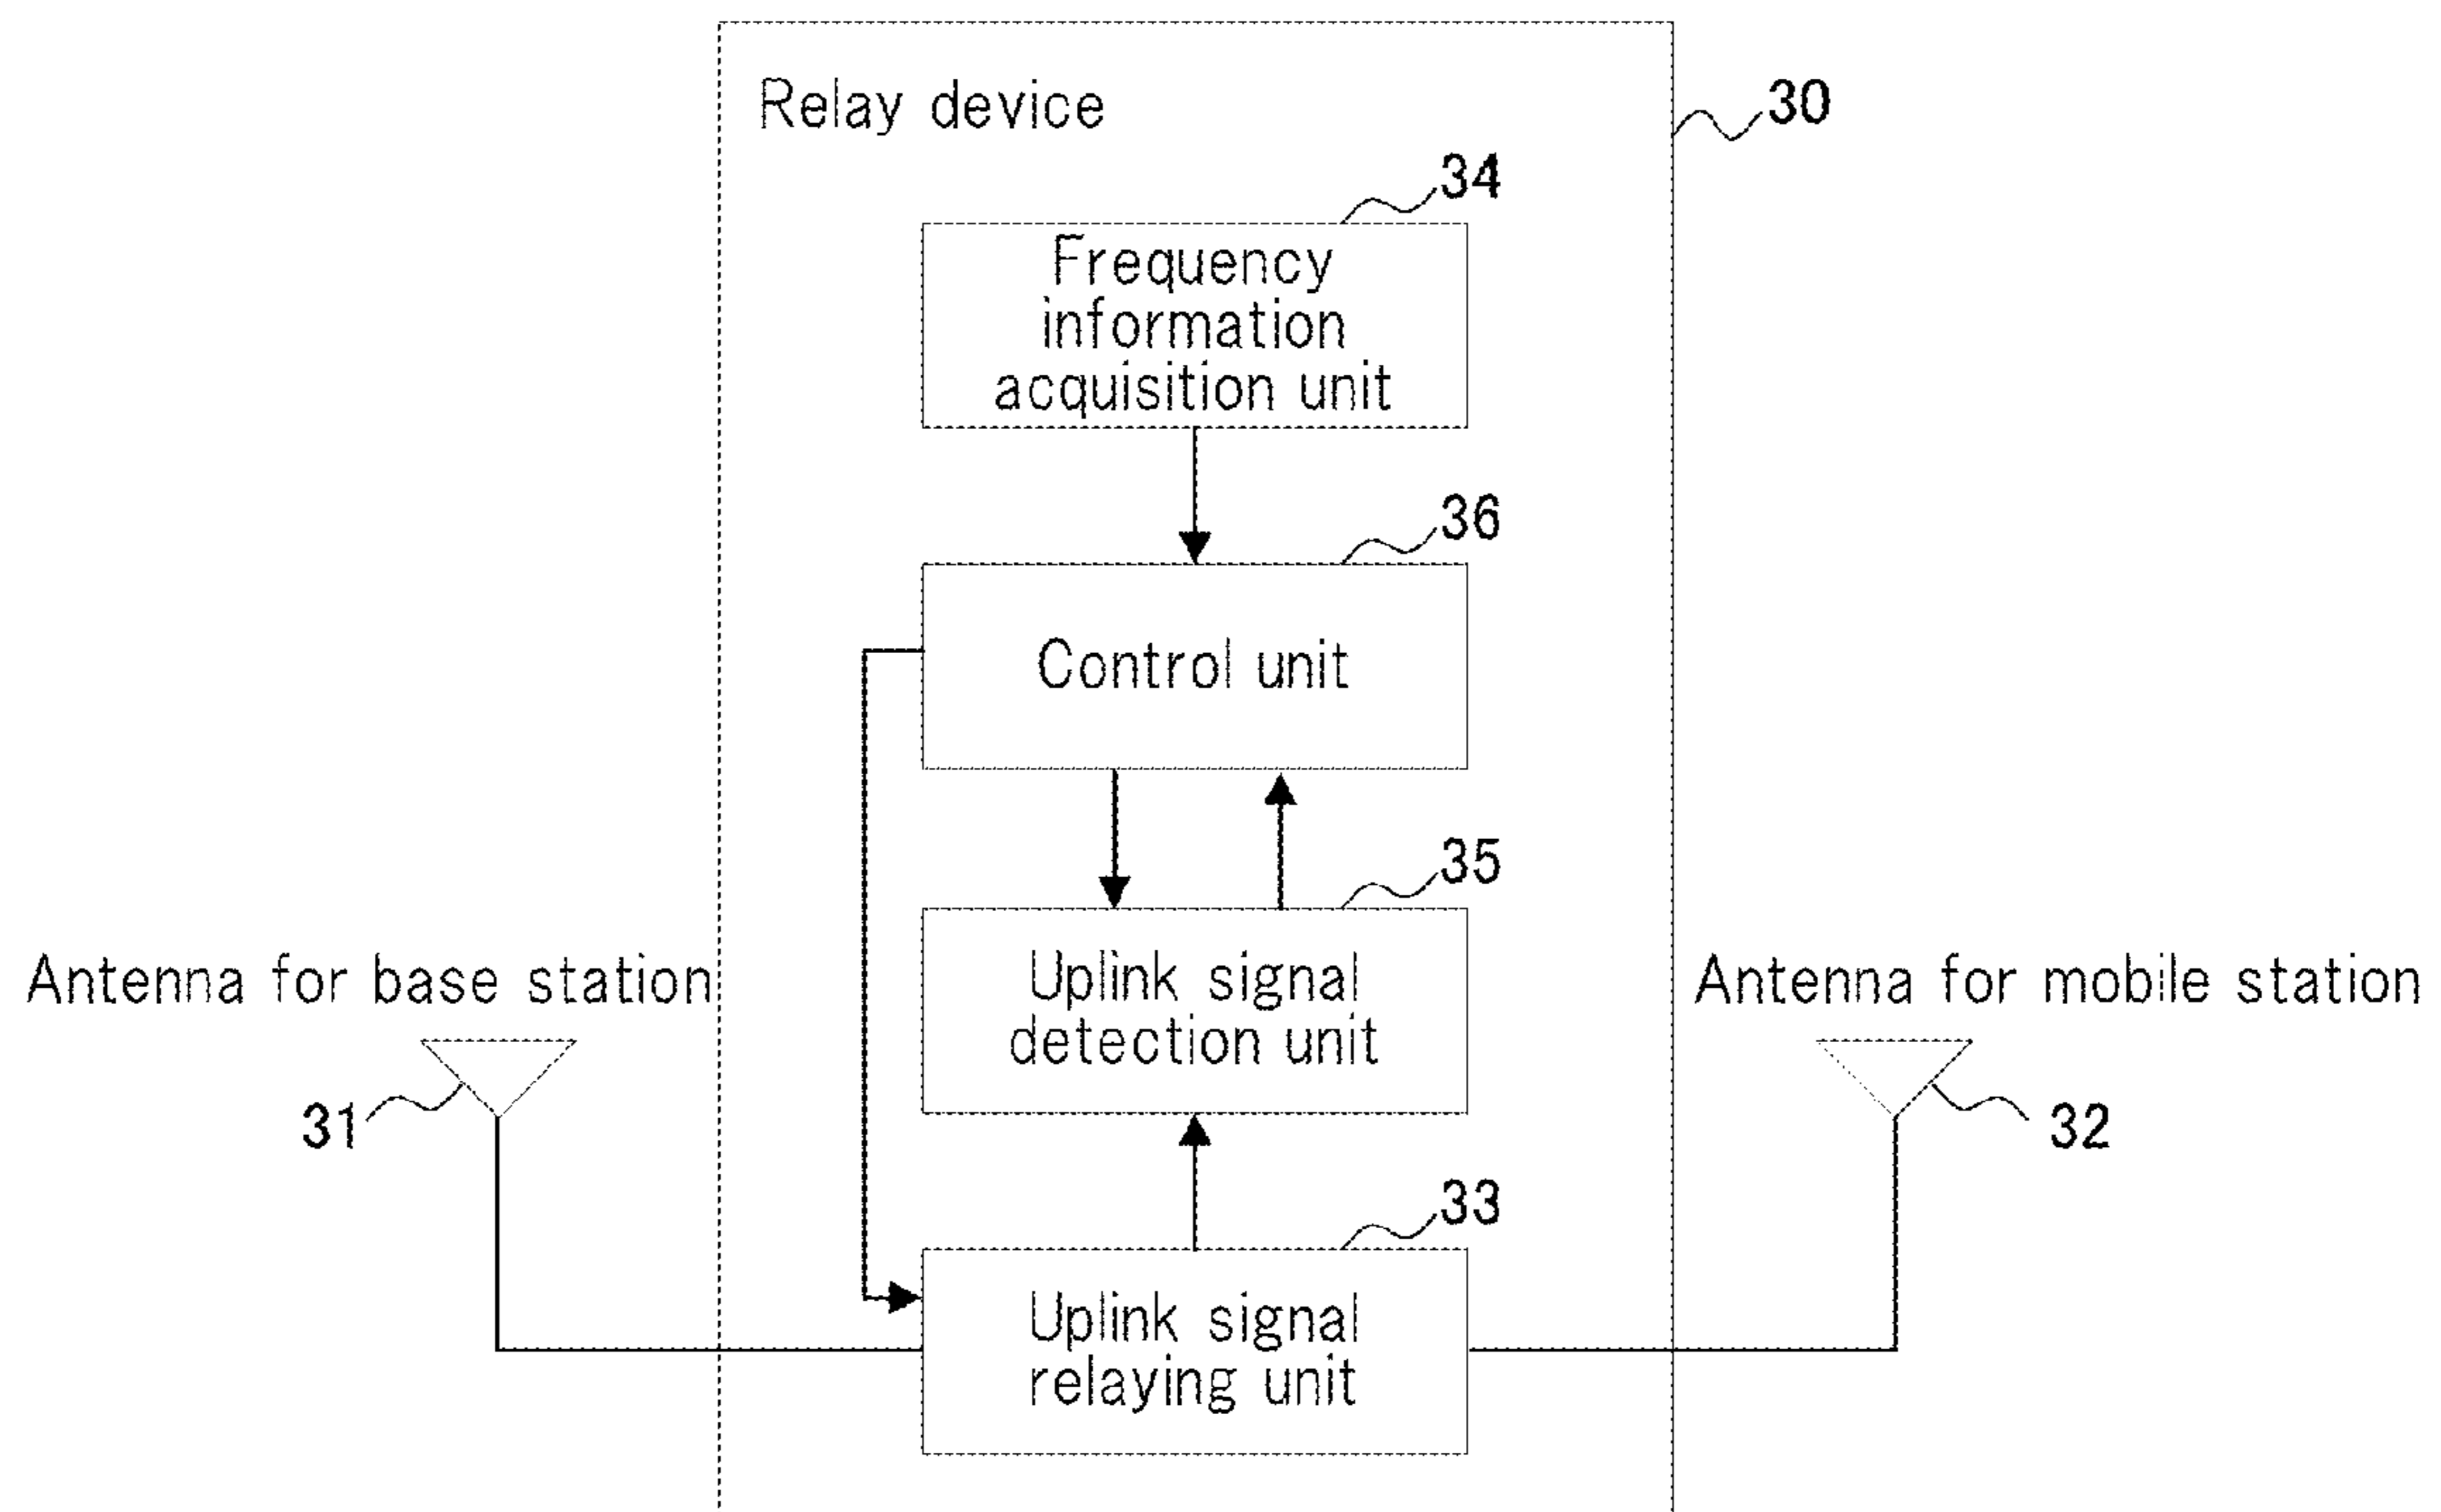 Relay device
30
34
Frequency
information
acquisition unit
36
Control unit
35
Uplink signal
detection unit
Antenna for base station
Antenna for mobile station
31
32
33
Uplink signal
relaying unit